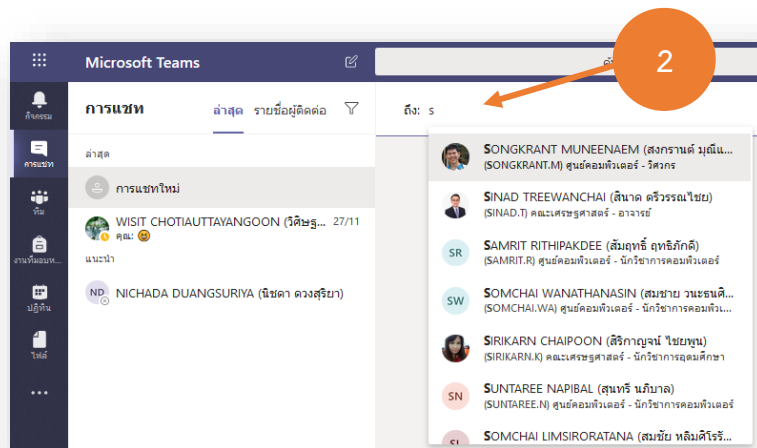 2
Microsoft Teams
กิจกรรม
การแชท
ล่าสุด
รายชื่อผู้ติดต่อ
ถึง: s
การแชท
ล่าสุด
การแชทใหม่
WISIT CHOTIAUTTAYANGOON (วิศิษฐ... 27/11
คุณ:
แนะนำ
NICHADA DUANGSURIYA (นิชดา ดวงสุริยา)
ND
ทีม
งานที่มอบห...
ปฏิทิน
ไฟล์
SONGKRANT MUNEENAEM (สงกรานต์ มุณีแ...
(SONGKRANT.M) ศูนย์คอมพิวเตอร์ - วิศวกร
SINAD TREEWANCHAI (สินาด ตรีวรรณไชย)
(SINAD.T) คณะเศรษฐศาสตร์ - อาจารย์
SR
SAMRIT RITHIPAKDEE (สัมฤทธิ์ ฤทธิภักดี)
(SAMRIT.R) ศูนย์คอมพิวเตอร์ - นักวิชาการคอมพิวเตอร์
SW
SOMCHAI WANATHANASIN (สมชาย วนะธนศิ...
(SOMCHAI.WA) ศูนย์คอมพิวเตอร์ - นักวิชาการคอมพิวเ...
SIRIKARN CHAIPOON (สิริกาญจน์ ไชยพูน)
(SIRIKARN.K) คณะเศรษฐศาสตร์ - นักวิชาการอุดมศึกษา
SN
SUNTAREE NAPIBAL (สุนทรี นภิบาล)
(SUNTAREE.N) ศูนย์คอมพิวเตอร์ - นักวิชาการคอมพิวเตอร์
SL
SOMCHAI LIMSIRORATANA (สมชัย หลิมศิโรรั...